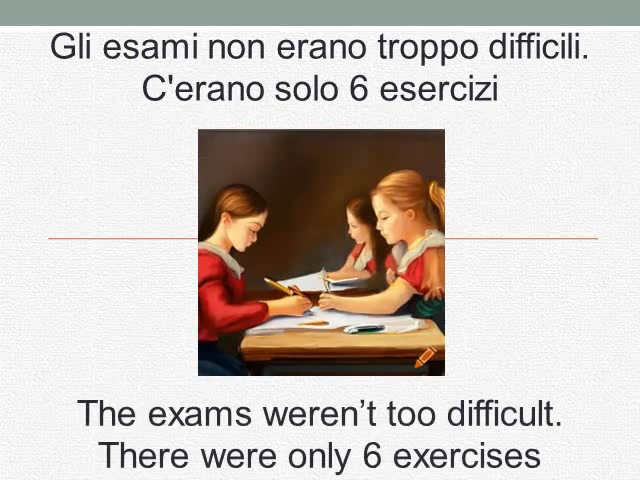 Gli esami non erano troppo difficili.
C'erano solo 6 esercizi
The exams weren’t too difficult.
There were only 6 exercises